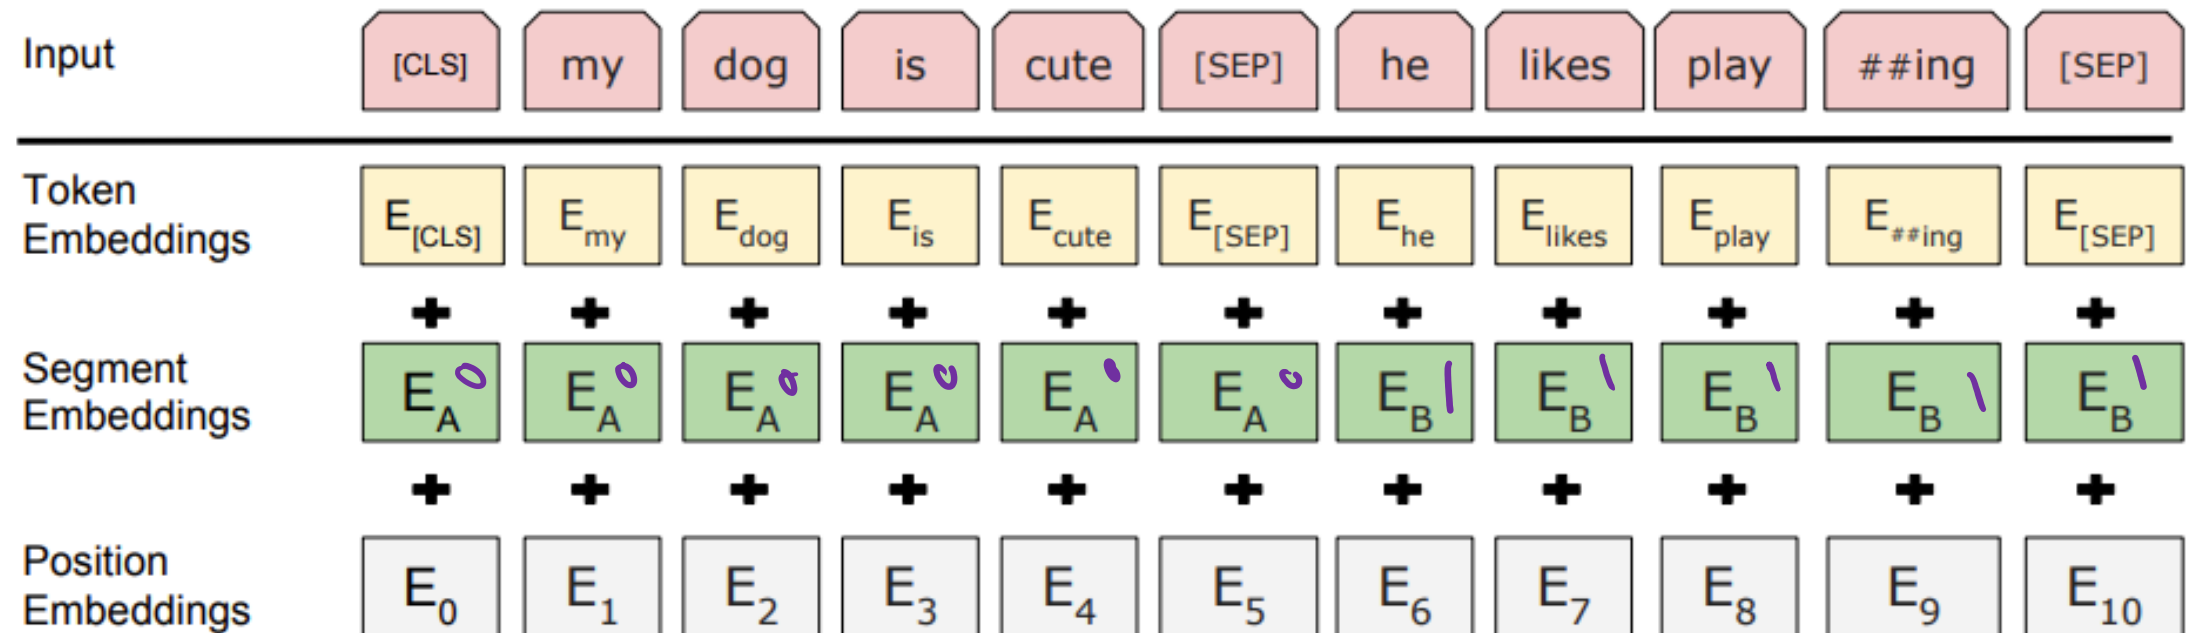 Input [CLS] my dog is cute [SEP] he likes play ##ing [SEP]
Token Embeddings E[CLS] Emy Edog Eis Ecute E[SEP] Ehe Elikes Eplay E##ing E[SEP]
+ + + + + + + + + + +
Segment Embeddings EA 0 EA 0 EA 0 EA 0 EA 0 EA 0 EB 1 EB 1 EB 1 EB 1 EB 1
+ + + + + + + + + + +
Position Embeddings E0 E1 E2 E3 E4 E5 E6 E7 E8 E9 E10